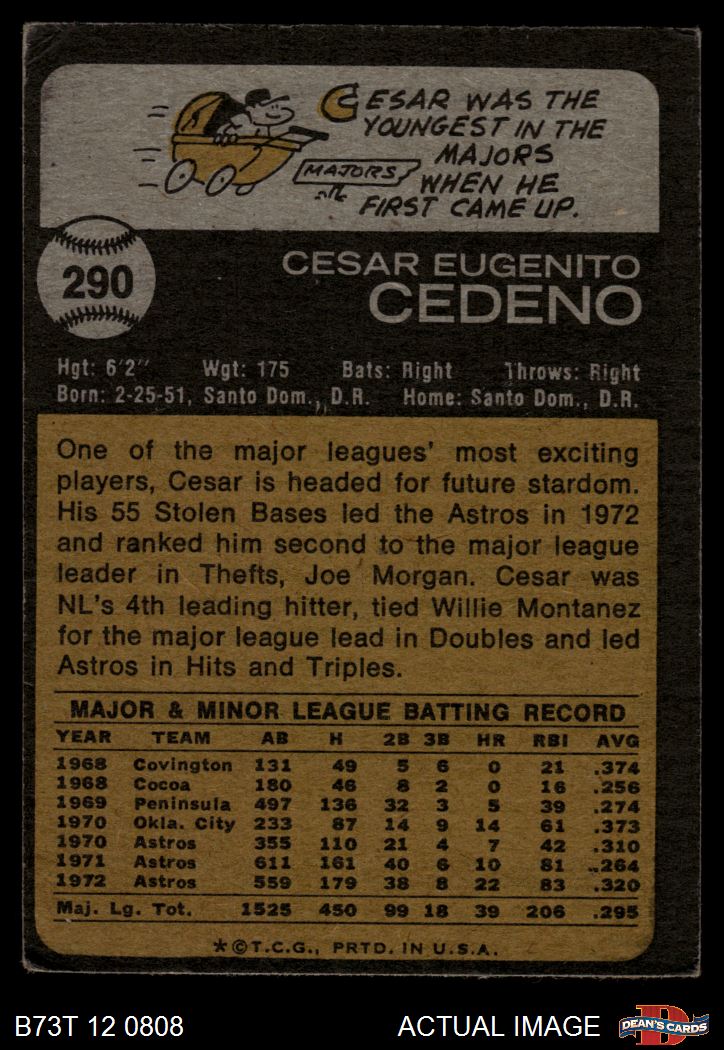 CESAR WAS THE
YOUNGEST IN THE
MAJORS
MAJORS
WHEN HE
FIRST CAME UP.
290
CESAR EUGENITO
CEDENO
Hgt: 6'2" Wgt: 175 Bats: Right Throws: Right
Born: 2-25-51, Santo Dom., D.R. Home: Santo Dom., D.R.
One of the major leagues' most exciting
players, Cesar is headed for future stardom.
His 55 Stolen Bases led the Astros in 1972
and ranked him second to the major league
leader in Thefts, Joe Morgan. Cesar was
NL's 4th leading hitter, tied Willie Montanez
for the major league lead in Doubles and led
Astros in Hits and Triples.
MAJOR & MINOR LEAGUE BATTING RECORD
YEAR TEAM AB H 2B 3B HR RBI AVG
1968 Covington 131 49 5 6 0 21 .374
1968 Cocoa 180 46 8 2 0 16 .256
1969 Peninsula 497 136 32 3 5 39 .274
1970 Okla. City 233 87 14 9 14 61 .373
1970 Astros 355 110 21 4 7 42 .310
1971 Astros 611 161 40 6 10 81 .264
1972 Astros 559 179 38 8 22 83 .320
Maj. Lg. Tot. 1525 450 99 18 39 206 .295
*©T.C.G., PRTD. IN U.S.A.
B73T 12 0808 ACTUAL IMAGE D DEAN'S CARDS